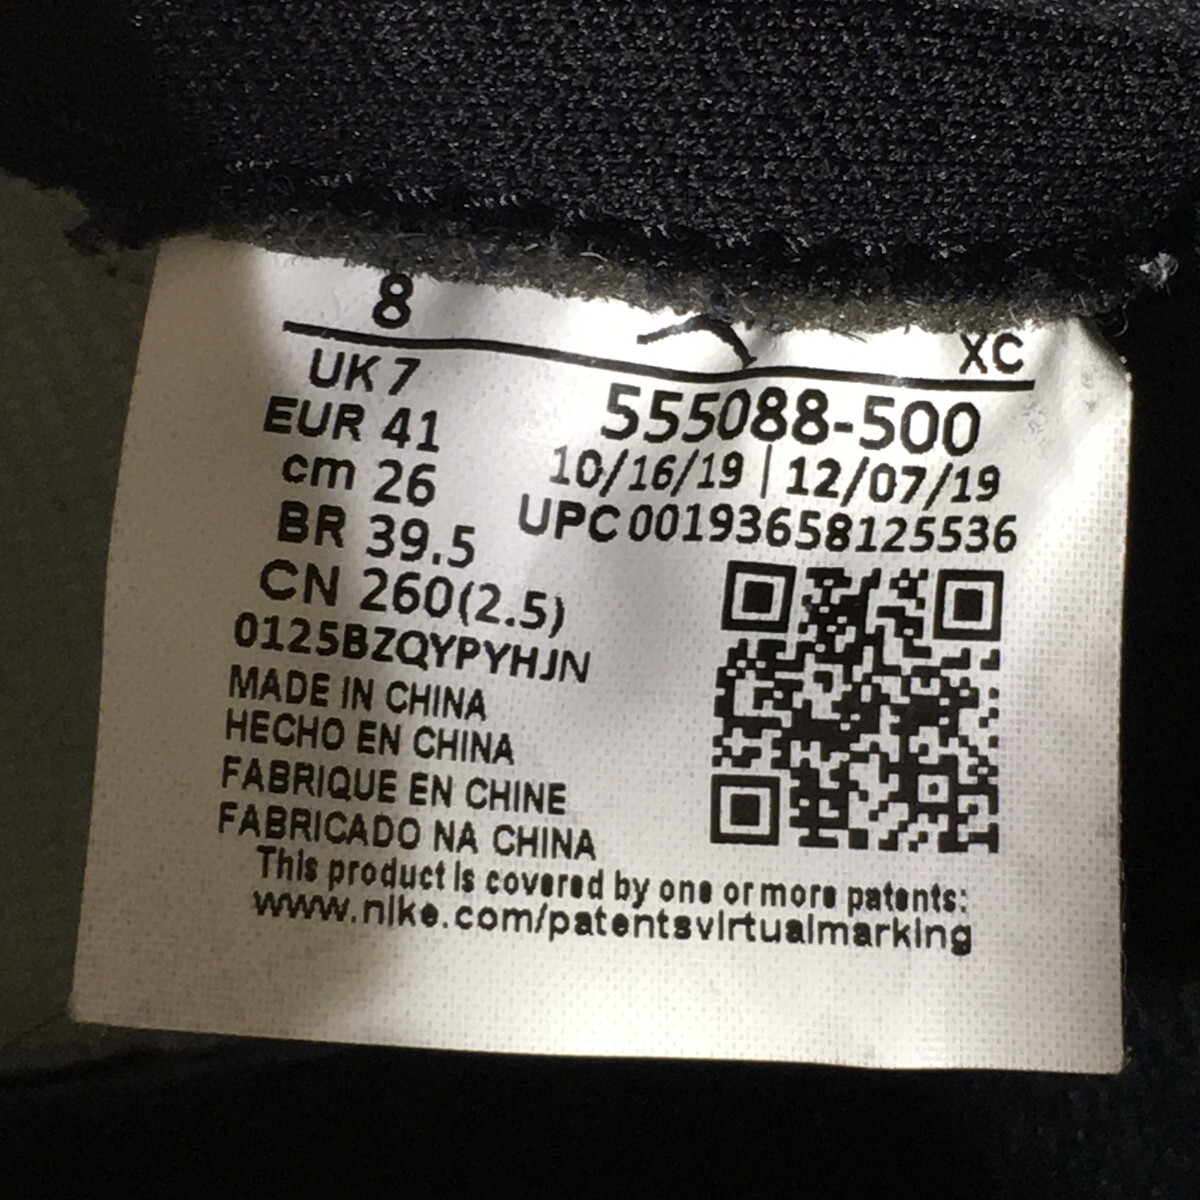 8
XC
UK 7
EUR 41
cm 26
BR 39.5
CN 260(2.5)
0125BZQYPYHJN
555088-500
10/16/19 | 12/07/19
UPC 00193658125536
MADE IN CHINA
HECHO EN CHINA
FABRIQUE EN CHINE
FABRICADO NA CHINA
This product is covered by one or more patents:
www.nike.com/patentsvirtualmarking